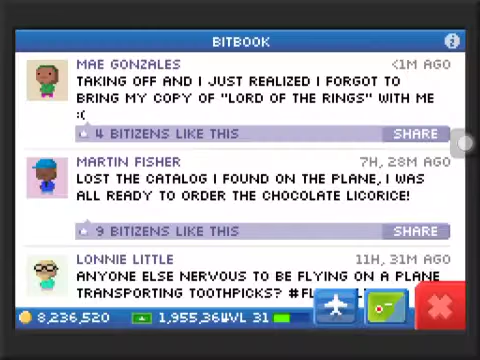 BITBOOK
MAE GONZALES <1M AGO
TAKING OFF AND I JUST REALIZED I FORGOT TO
BRING MY COPY OF "LORD OF THE RINGS" WITH ME
:(
4 BITIZENS LIKE THIS SHARE
MARTIN FISHER 7H, 28M AGO
LOST THE CATALOG I FOUND ON THE PLANE, I WAS
ALL READY TO ORDER THE CHOCOLATE LICORICE!
9 BITIZENS LIKE THIS SHARE
LONNIE LITTLE 11H, 31M AGO
ANYONE ELSE NERVOUS TO BE FLYING ON A PLANE
TRANSPORTING TOOTHPICKS?
8,236,520 1,955,36 LVL 31